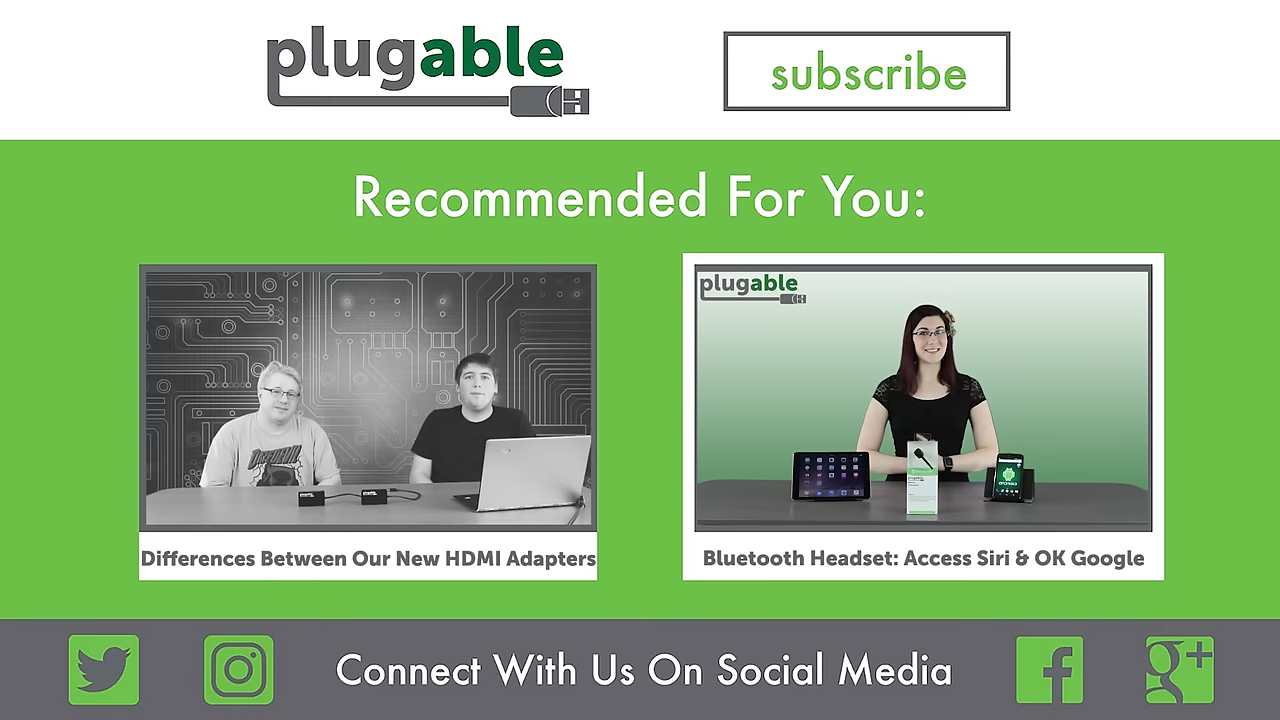 plugable
subscribe
Recommended For You:
plugable
Differences Between Our New HDMI Adapters
Bluetooth Headset: Access Siri & OK Google
Connect With Us On Social Media